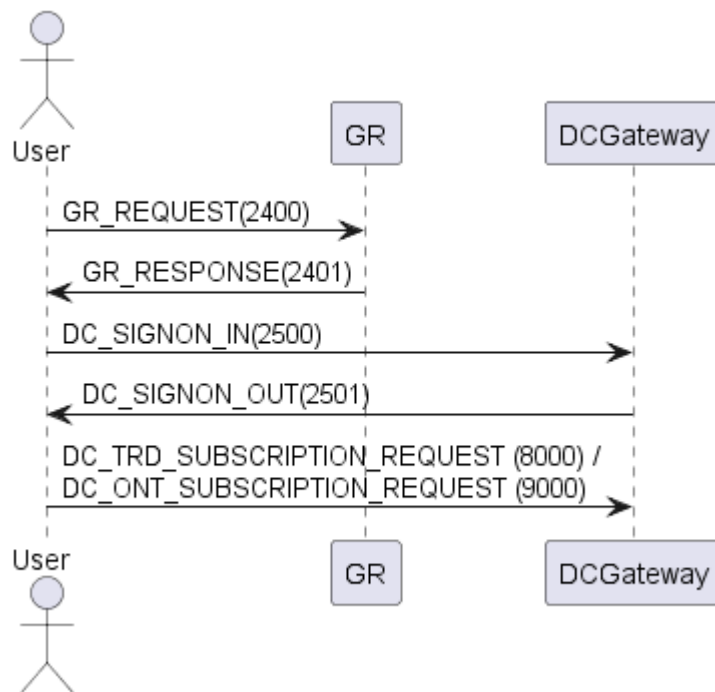 User
GR
DCGateway
GR_REQUEST(2400)
GR_RESPONSE(2401)
DC_SIGNON_IN(2500)
DC_SIGNON_OUT(2501)
DC_TRD_SUBSCRIPTION_REQUEST (8000) /
DC_ONT_SUBSCRIPTION_REQUEST (9000)
User
GR
DCGateway